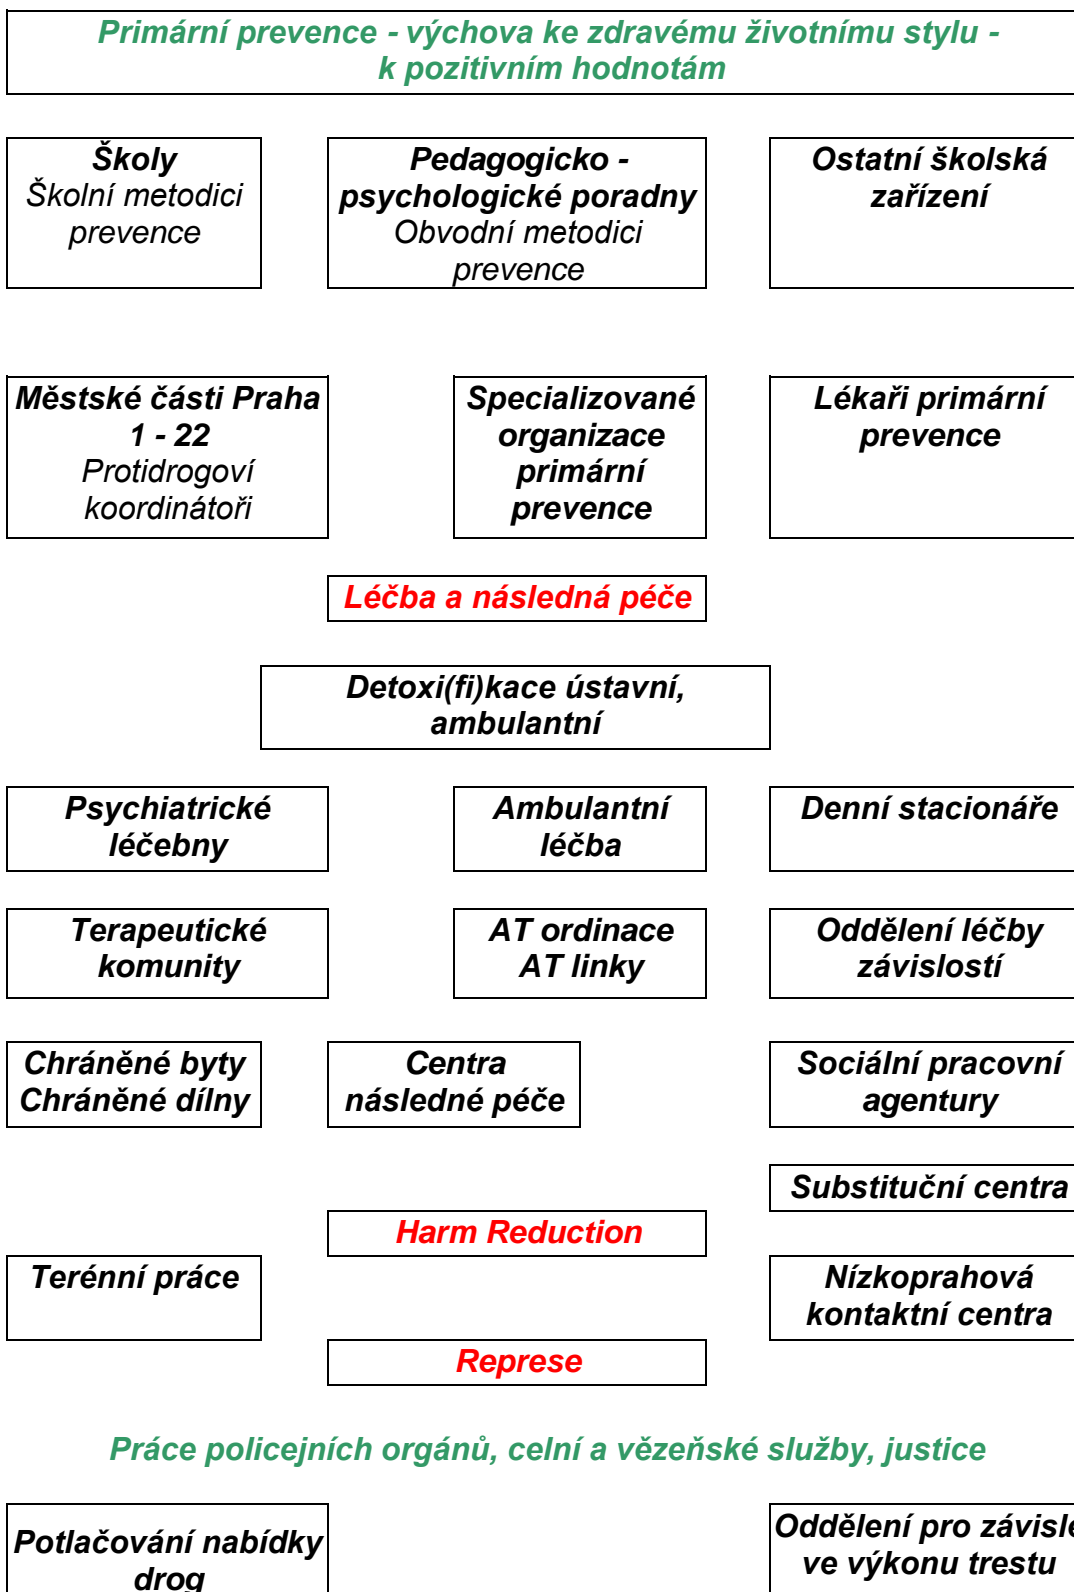 Primární prevence - výchova ke zdravému životnímu stylu -
k pozitivním hodnotám
Školy
Školní metodici
prevence
Pedagogicko -
psychologické poradny
Obvodní metodici
prevence
Ostatní školská
zařízení
Městské části Praha
1 - 22
Protidrogoví
koordinátoři
Specializované
organizace
primární
prevence
Lékaři primární
prevence
Léčba a následná péče
Detoxi(fi)kace ústavní,
ambulantní
Psychiatrické
léčebny
Ambulantní
léčba
Denní stacionáře
Terapeutické
komunity
AT ordinace
AT linky
Oddělení léčby
závislostí
Chráněné byty
Chráněné dílny
Centra
následné péče
Sociální pracovní
agentury
Substituční centra
Harm Reduction
Terénní práce
Nízkoprahová
kontaktní centra
Represe
Práce policejních orgánů, celní a vězeňské služby, justice
Potlačování nabídky
drog
Oddělení pro závislé
ve výkonu trestu